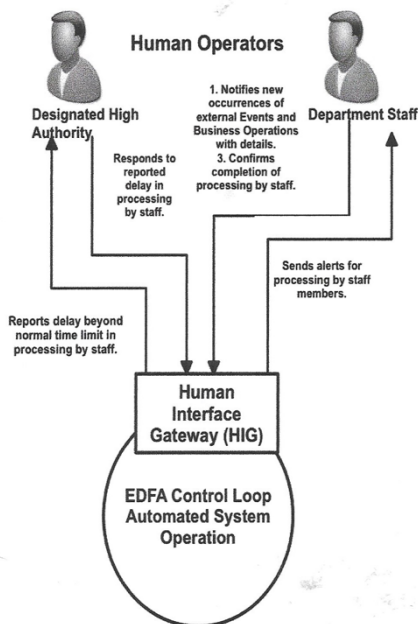 Human Operators
Designated High
Authority
Department Staff
1. Notifies new
occurrences of
external Events and
Business Operations
with details.
3. Confirms
completion of
processing by staff.
Responds to
reported
delay in
processing
by staff.
Sends alerts for
processing by staff
members.
Reports delay beyond
normal time limit in
processing by staff.
Human
Interface
Gateway (HIG)
EDFA Control Loop
Automated System
Operation